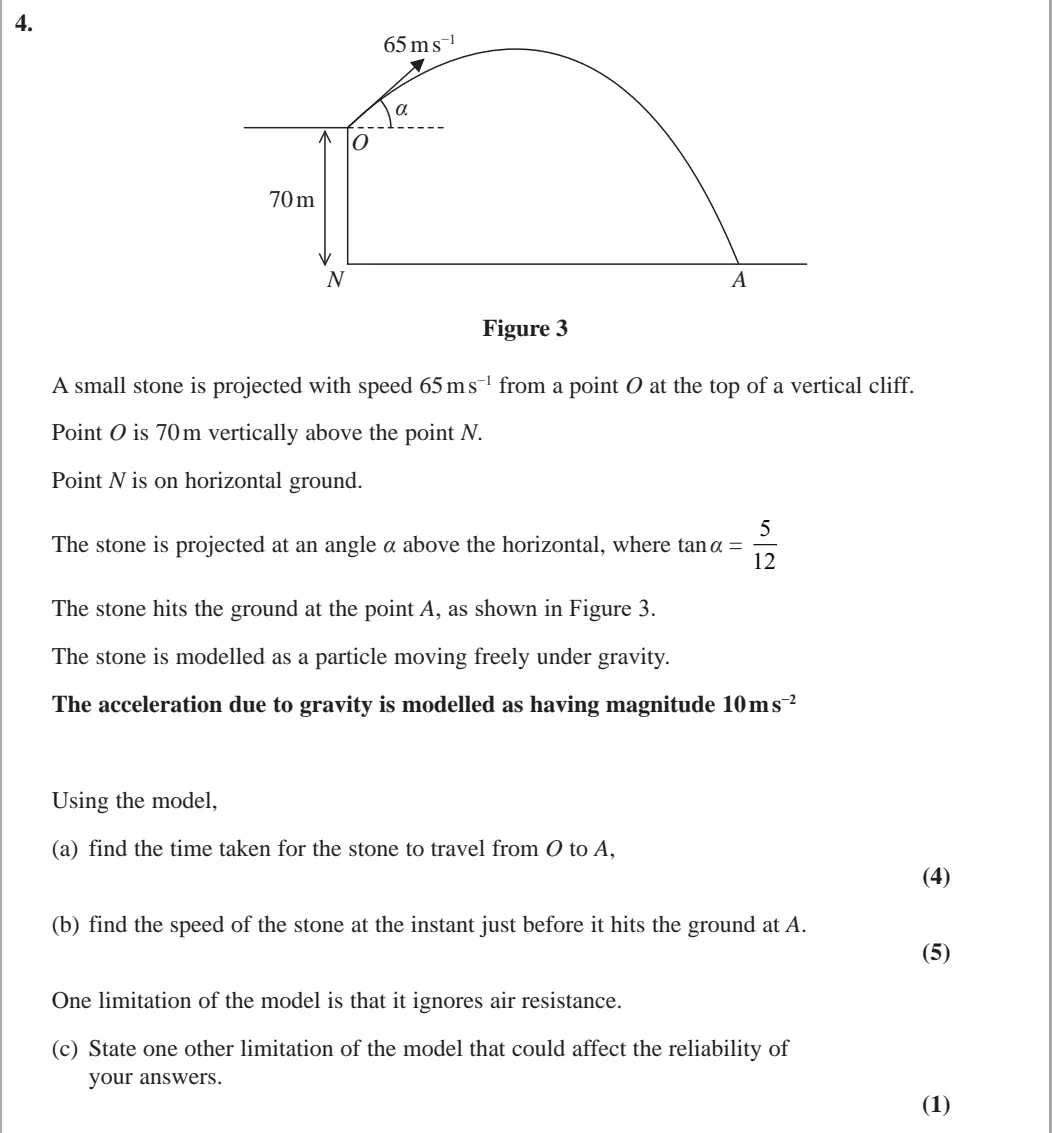 4.
65 m s⁻¹
α
O
70 m
N
A
Figure 3
A small stone is projected with speed 65 m s⁻¹ from a point O at the top of a vertical cliff.
Point O is 70 m vertically above the point N.
Point N is on horizontal ground.
The stone is projected at an angle α above the horizontal, where tan α = 5/12
The stone hits the ground at the point A, as shown in Figure 3.
The stone is modelled as a particle moving freely under gravity.
The acceleration due to gravity is modelled as having magnitude 10 m s⁻²
Using the model,
(a) find the time taken for the stone to travel from O to A,
(4)
(b) find the speed of the stone at the instant just before it hits the ground at A.
(5)
One limitation of the model is that it ignores air resistance.
(c) State one other limitation of the model that could affect the reliability of
your answers.
(1)